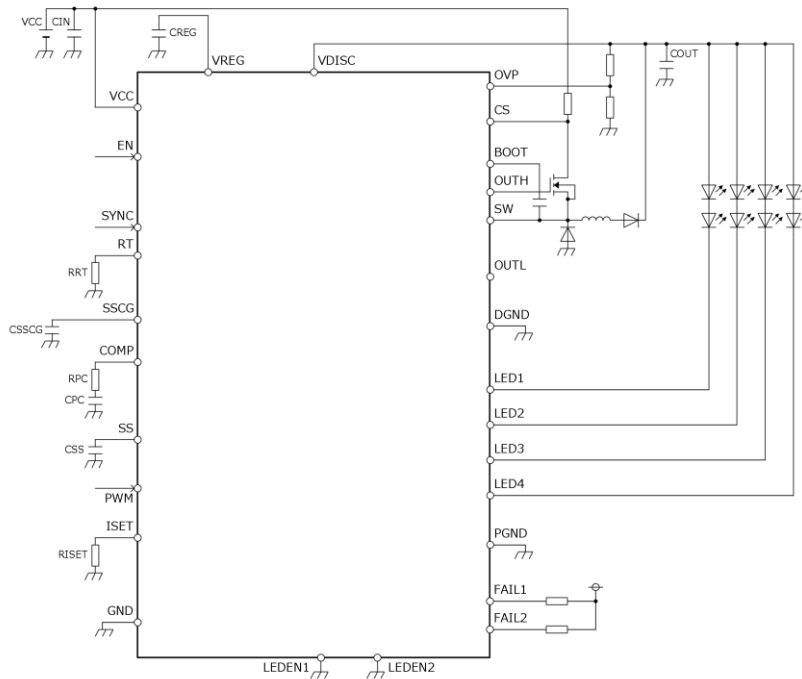 VCC
CIN
CREG
VREG
VDISC
VCC
EN
SYNC
RT
RRT
SSCG
CSSCG
COMP
RPC
CPC
SS
CSS
PWM
ISET
RISET
GND
LEDEN1
LEDEN2
OVP
CS
BOOT
OUTH
SW
OUTL
DGND
LED1
LED2
LED3
LED4
PGND
FAIL1
FAIL2
COUT